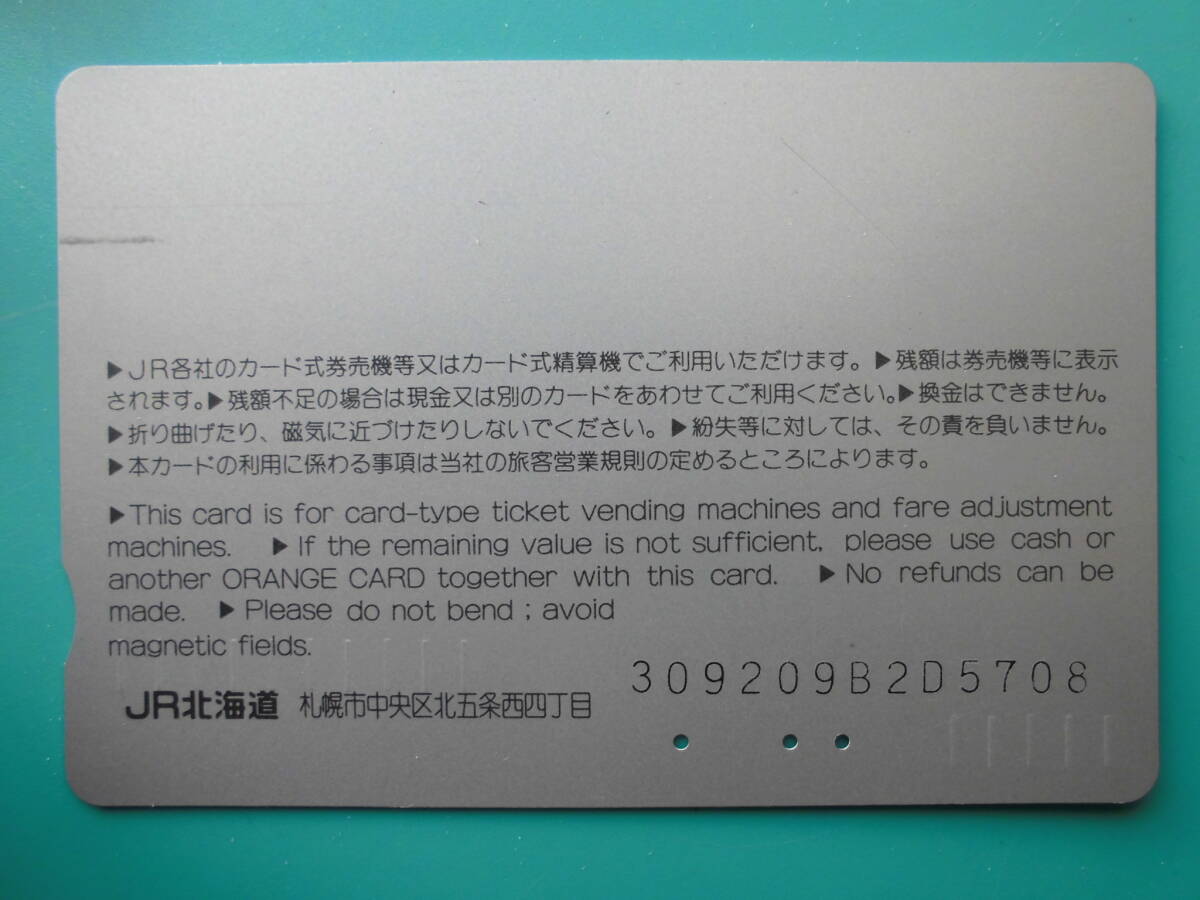 ▶JR各社のカード式券売機等又はカード式精算機でご利用いただけます。▶残額は券売機等に表示
されます。▶残額不足の場合は現金又は別のカードをあわせてご利用ください。▶換金はできません。
▶折り曲げたり、磁気に近づけたりしないでください。▶紛失等に対しては、その責を負いません。
▶本カードの利用に係わる事項は当社の旅客営業規則の定めるところによります。
▶This card is for card-type ticket vending machines and fare adjustment
machines. ▶If the remaining value is not sufficient, please use cash or
another ORANGE CARD together with this card. ▶No refunds can be
made. ▶Please do not bend ; avoid
magnetic fields.
309209B2D5708
JR北海道 札幌市中央区北五条西四丁目